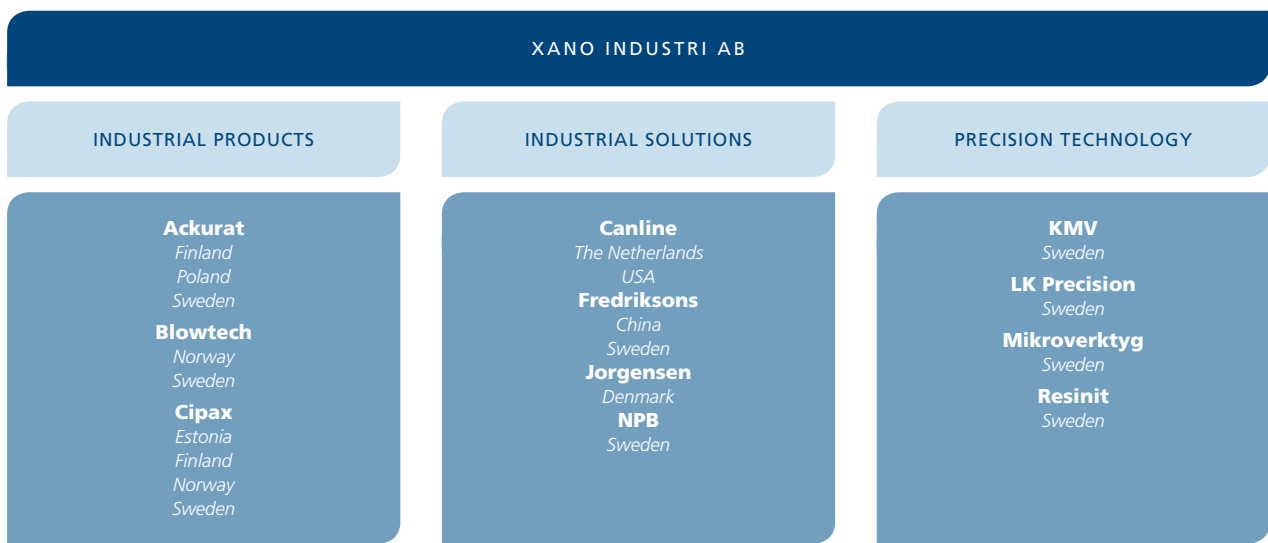 XANO INDUSTRI AB
INDUSTRIAL PRODUCTS
Ackurat
Finland
Poland
Sweden
Blowtech
Norway
Sweden
Cipax
Estonia
Finland
Norway
Sweden
INDUSTRIAL SOLUTIONS
Canline
The Netherlands
USA
Fredriksons
China
Sweden
Jorgensen
Denmark
NPB
Sweden
PRECISION TECHNOLOGY
KMV
Sweden
LK Precision
Sweden
Mikroverktyg
Sweden
Resinit
Sweden